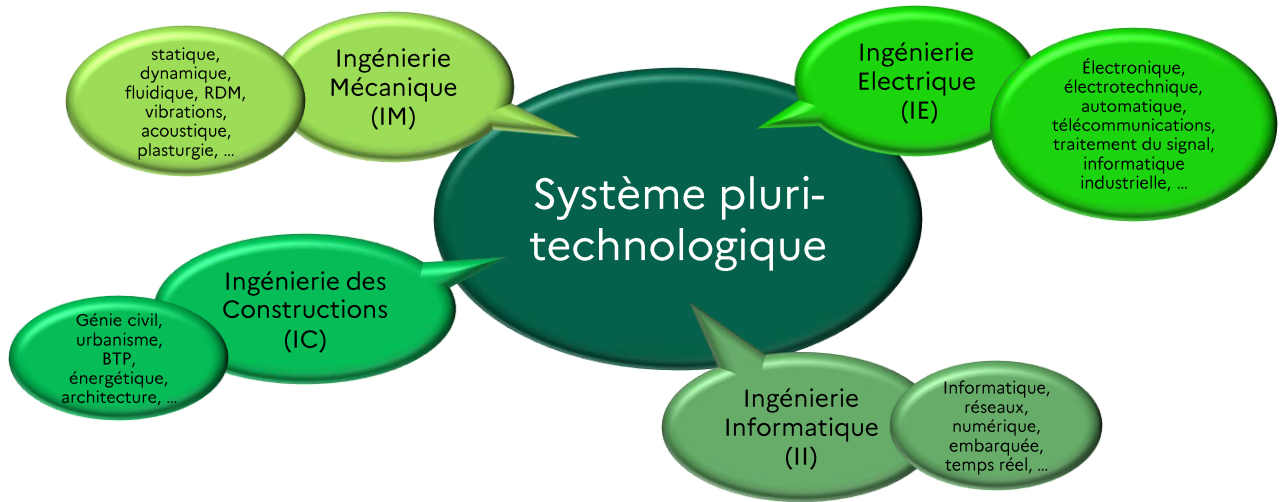 statique,
dynamique,
fluidique, RDM,
vibrations,
acoustique,
plasturgie, ...
Ingénierie
Mécanique
(IM)
Ingénierie
Electrique
(IE)
Électronique,
électrotechnique,
automatique,
télécommunications,
traitement du signal,
informatique
industrielle, ...
Système pluri-
technologique
Ingénierie des
Constructions
(IC)
Génie civil,
urbanisme,
BTP,
énergétique,
architecture, ...
Ingénierie
Informatique
(II)
Informatique,
réseaux,
numérique,
embarquée,
temps réel, ...